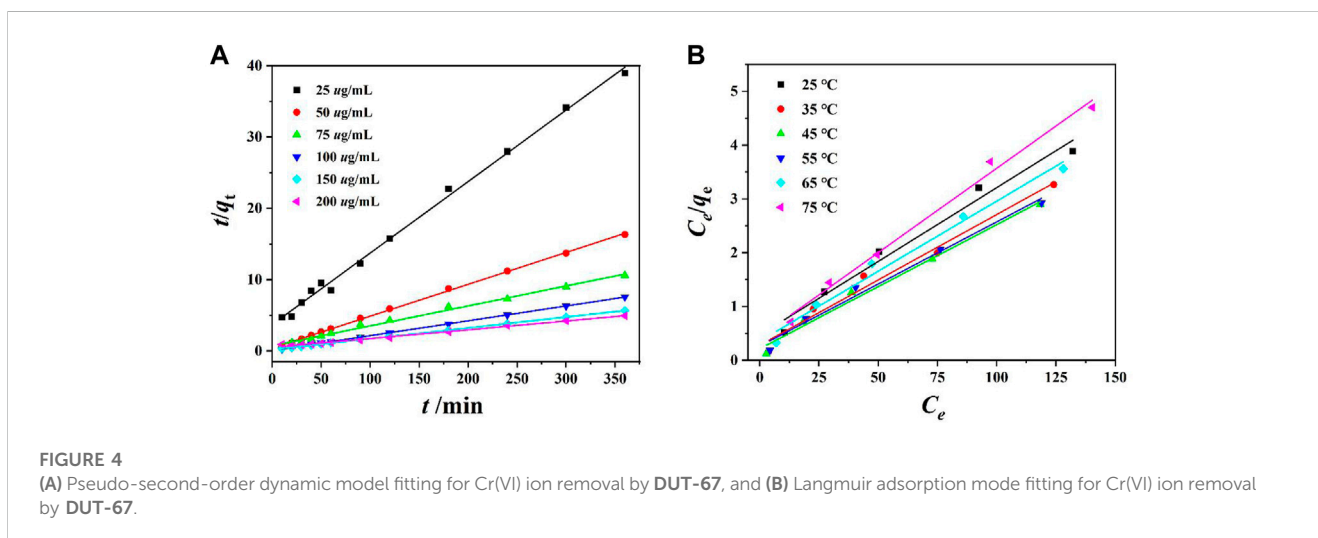 A
t/qt
40
30
20
10
0
25 ug/mL
50 ug/mL
75 ug/mL
100 ug/mL
150 ug/mL
200 ug/mL
0 50 100 150 200 250 300 350
t /min
B
Ce/qe
5
4
3
2
1
0
25 °C
35 °C
45 °C
55 °C
65 °C
75 °C
0 25 50 75 100 125 150
Ce
FIGURE 4
(A) Pseudo-second-order dynamic model fitting for Cr(VI) ion removal by DUT-67, and (B) Langmuir adsorption mode fitting for Cr(VI) ion removal
by DUT-67.